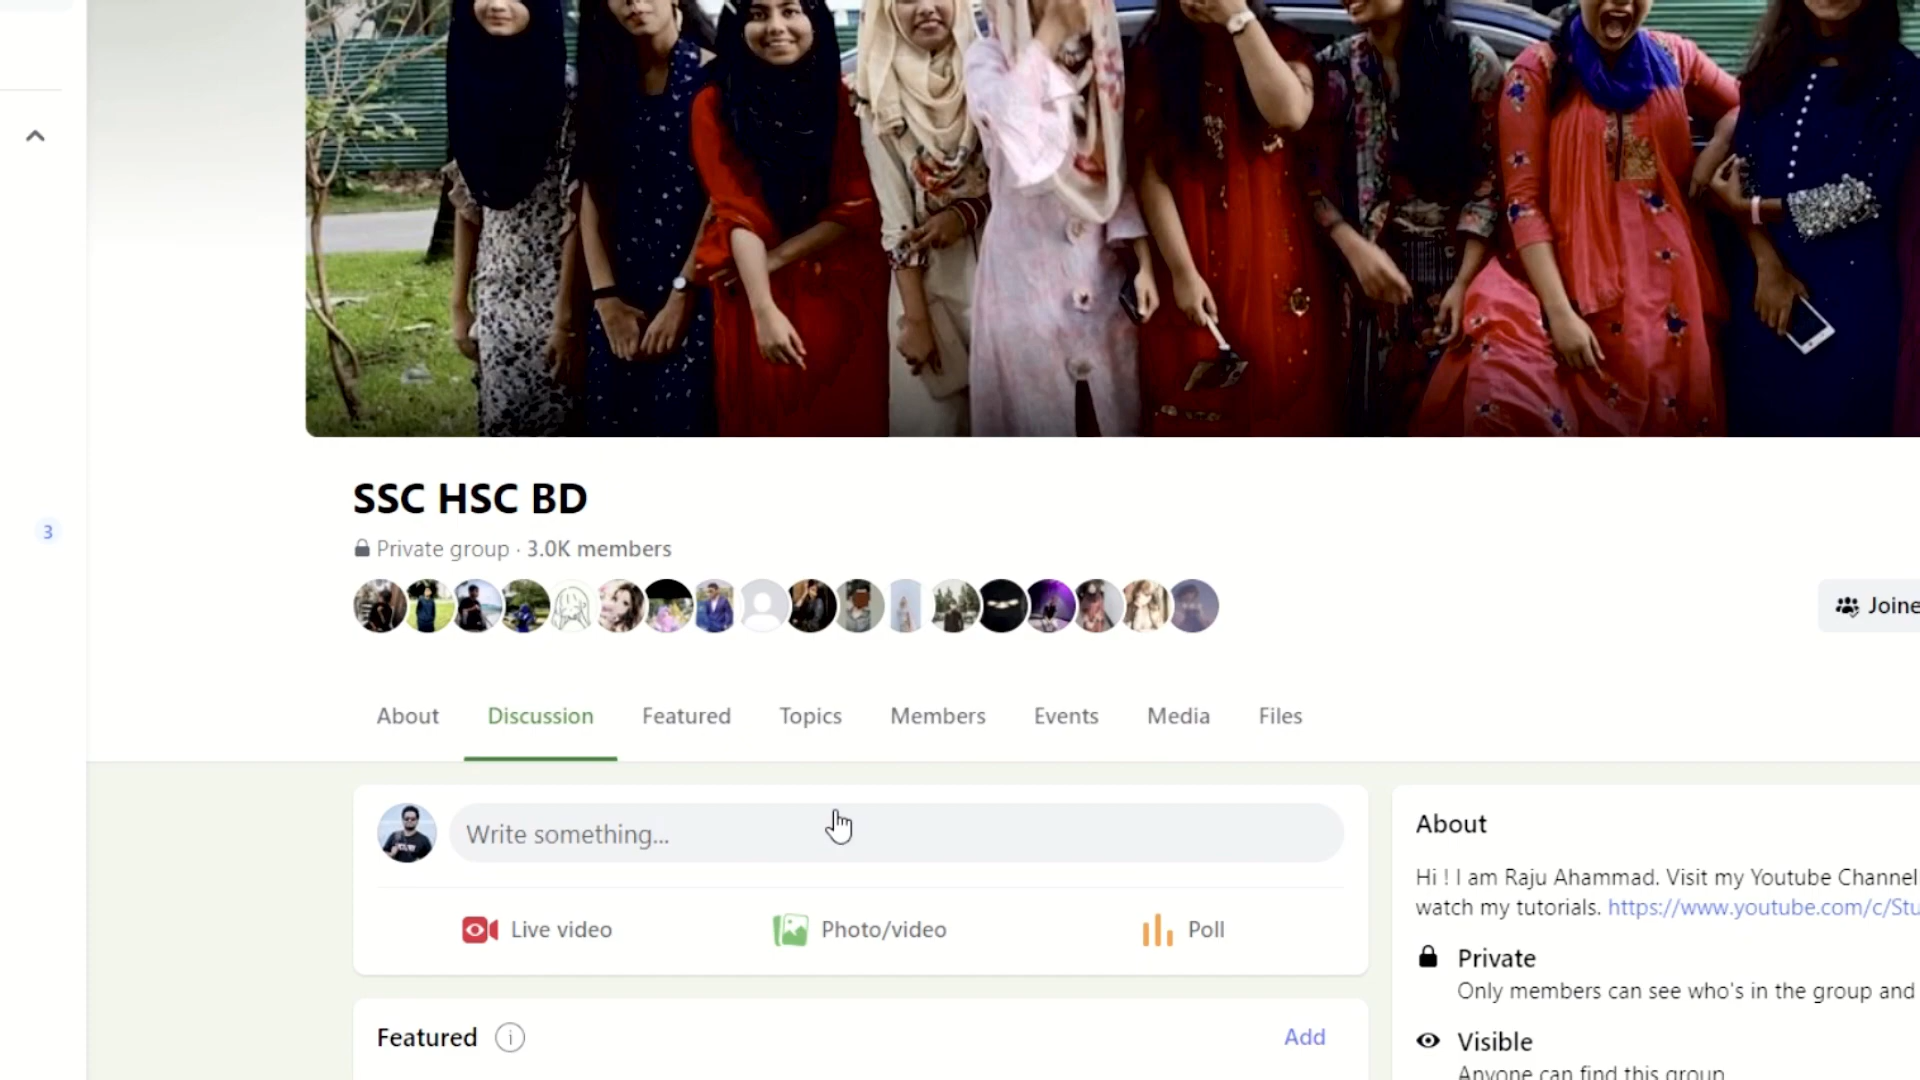 3
SSC HSC BD
Private group · 3.0K members
Joine
About
Discussion
Featured
Topics
Members
Events
Media
Files
Write something...
Live video
Photo/video
Poll
Featured
Add
About
Hi ! I am Raju Ahammad. Visit my Youtube Channel
watch my tutorials. https://www.youtube.com/c/Stu
Private
Only members can see who's in the group and
Visible
Anyone can find this group